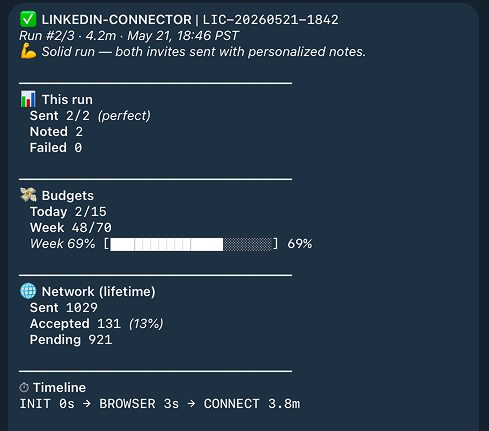 ✅ LINKEDIN-CONNECTOR | LIC-20260521-1842
Run #2/3 · 4.2m · May 21, 18:46 PST
💪 Solid run — both invites sent with personalized notes.
📊 This run
Sent 2/2 (perfect)
Noted 2
Failed 0
💸 Budgets
Today 2/15
Week 48/70
Week 69% [██████████████░░░░░░] 69%
🌐 Network (lifetime)
Sent 1029
Accepted 131 (13%)
Pending 921
⏱ Timeline
INIT 0s → BROWSER 3s → CONNECT 3.8m